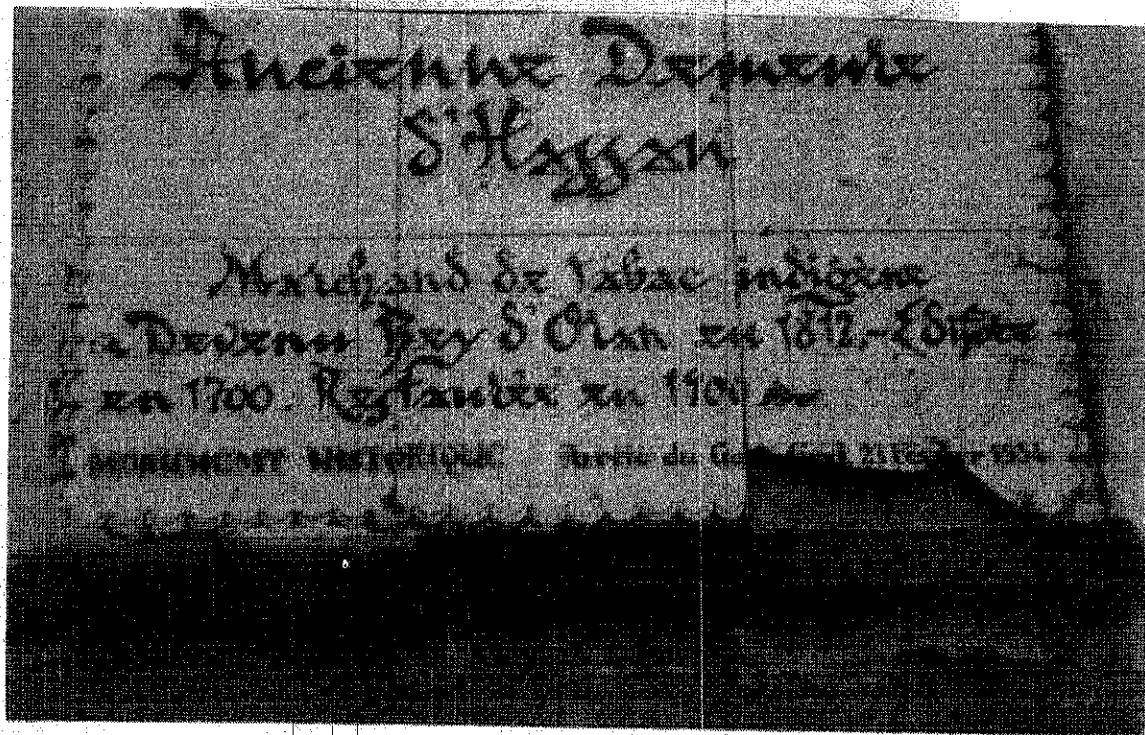 Ancienne Demeure
d'Hassan
Marchand de Tabac indigène
Devenu Bey d'Oran en 1812.-Edifiée
en 1700. Restaurée en 1900
MONUMENT HISTORIQUE. Arrêté du